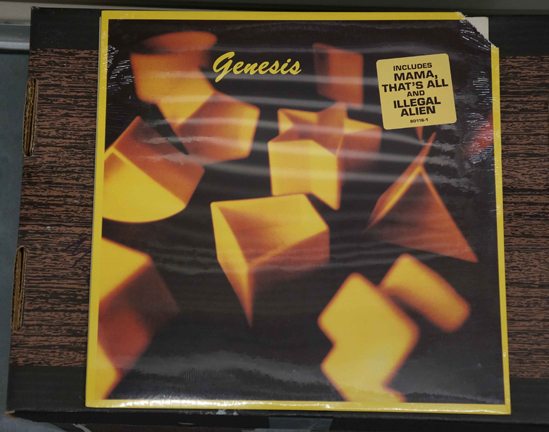 Genesis
INCLUDES
MAMA,
THAT'S ALL
AND
ILLEGAL
ALIEN
80116-1